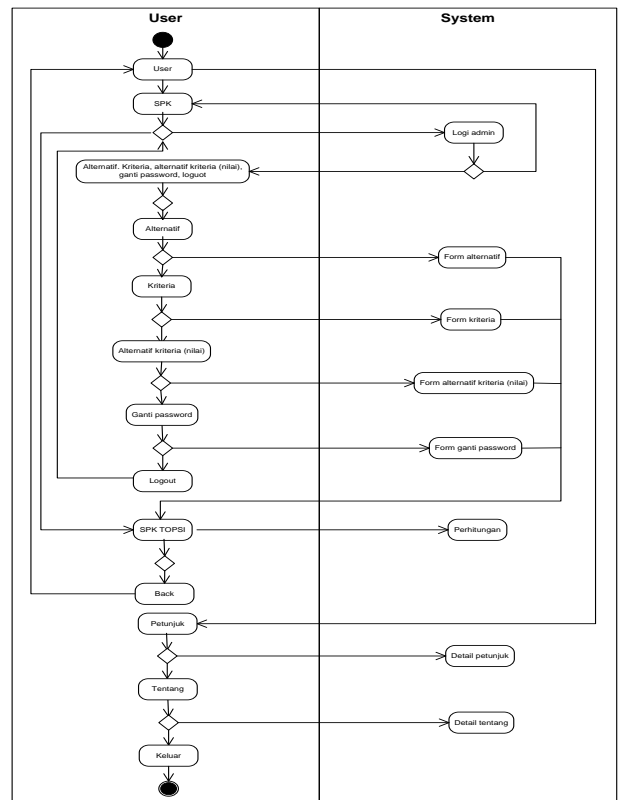 User
System
User
SPK
Logi admin
Alternatif. Kriteria, alternatif kriteria (nilai),
ganti password, loguot
Alternatif
Form alternatif
Kriteria
Form kriteria
Alternatif kriteria (nilai)
Form alternatif kriteria (nilai)
Ganti password
Form ganti password
Logout
SPK TOPSI
Perhitungan
Back
Petunjuk
Detail petunjuk
Tentang
Detail tentang
Keluar